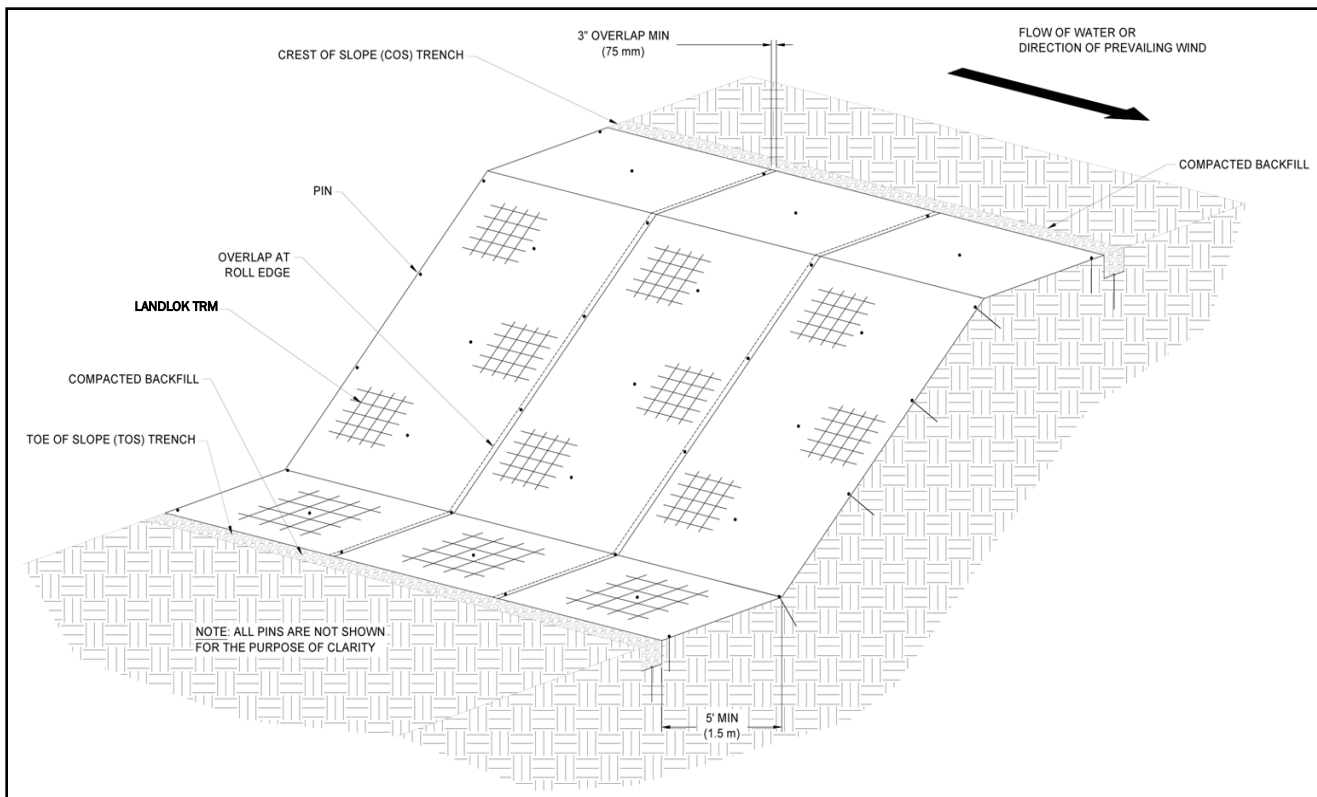 3" OVERLAP MIN
(75 mm)
FLOW OF WATER OR
DIRECTION OF PREVAILING WIND
CREST OF SLOPE (COS) TRENCH
COMPACTED BACKFILL
PIN
OVERLAP AT
ROLL EDGE
LANDLOK TRM
COMPACTED BACKFILL
TOE OF SLOPE (TOS) TRENCH
NOTE: ALL PINS ARE NOT SHOWN
FOR THE PURPOSE OF CLARITY
5' MIN
(1.5 m)